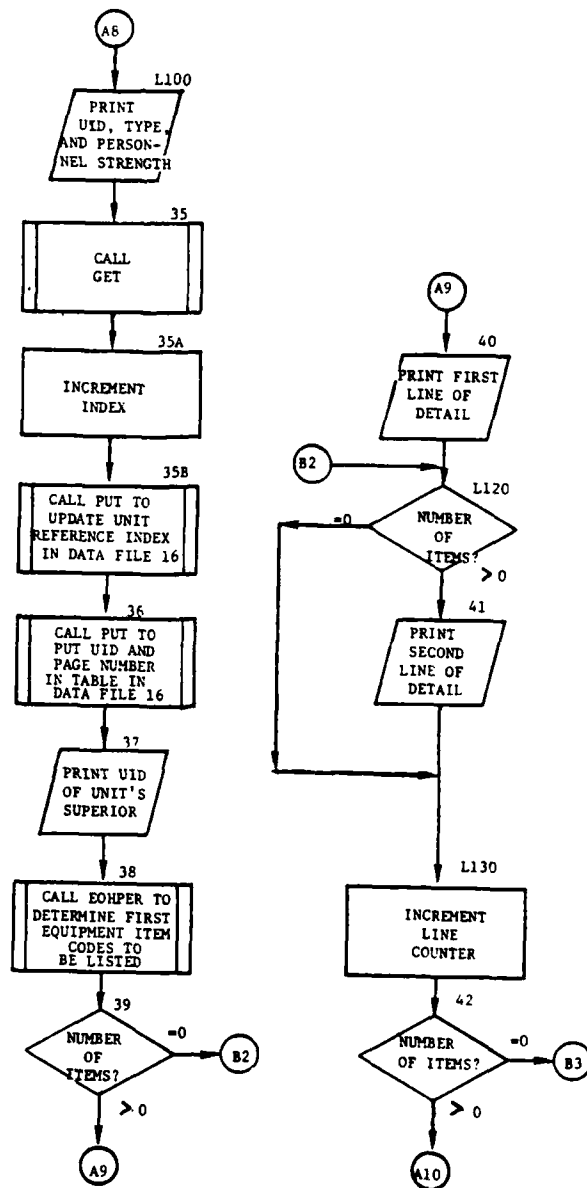 A8
L100
PRINT
UID, TYPE,
AND PERSON-
NEL STRENGTH
35
CALL
GET
35A
INCREMENT
INDEX
35B
CALL PUT TO
UPDATE UNIT
REFERENCE INDEX
IN DATA FILE 16
36
CALL PUT TO
PUT UID AND
PAGE NUMBER
IN TABLE IN
DATA FILE 16
37
PRINT UID
OF UNIT'S
SUPERIOR
38
CALL EOHPER TO
DETERMINE FIRST
EQUIPMENT ITEM
CODES TO
BE LISTED
39
NUMBER
OF
ITEMS?
=0
B2
> 0
A9
A9
40
PRINT FIRST
LINE OF
DETAIL
B2
L120
=0
NUMBER
OF
ITEMS?
> 0
41
PRINT
SECOND
LINE OF
DETAIL
L130
INCREMENT
LINE
COUNTER
42
NUMBER
OF ITEMS?
=0
B3
> 0
A10